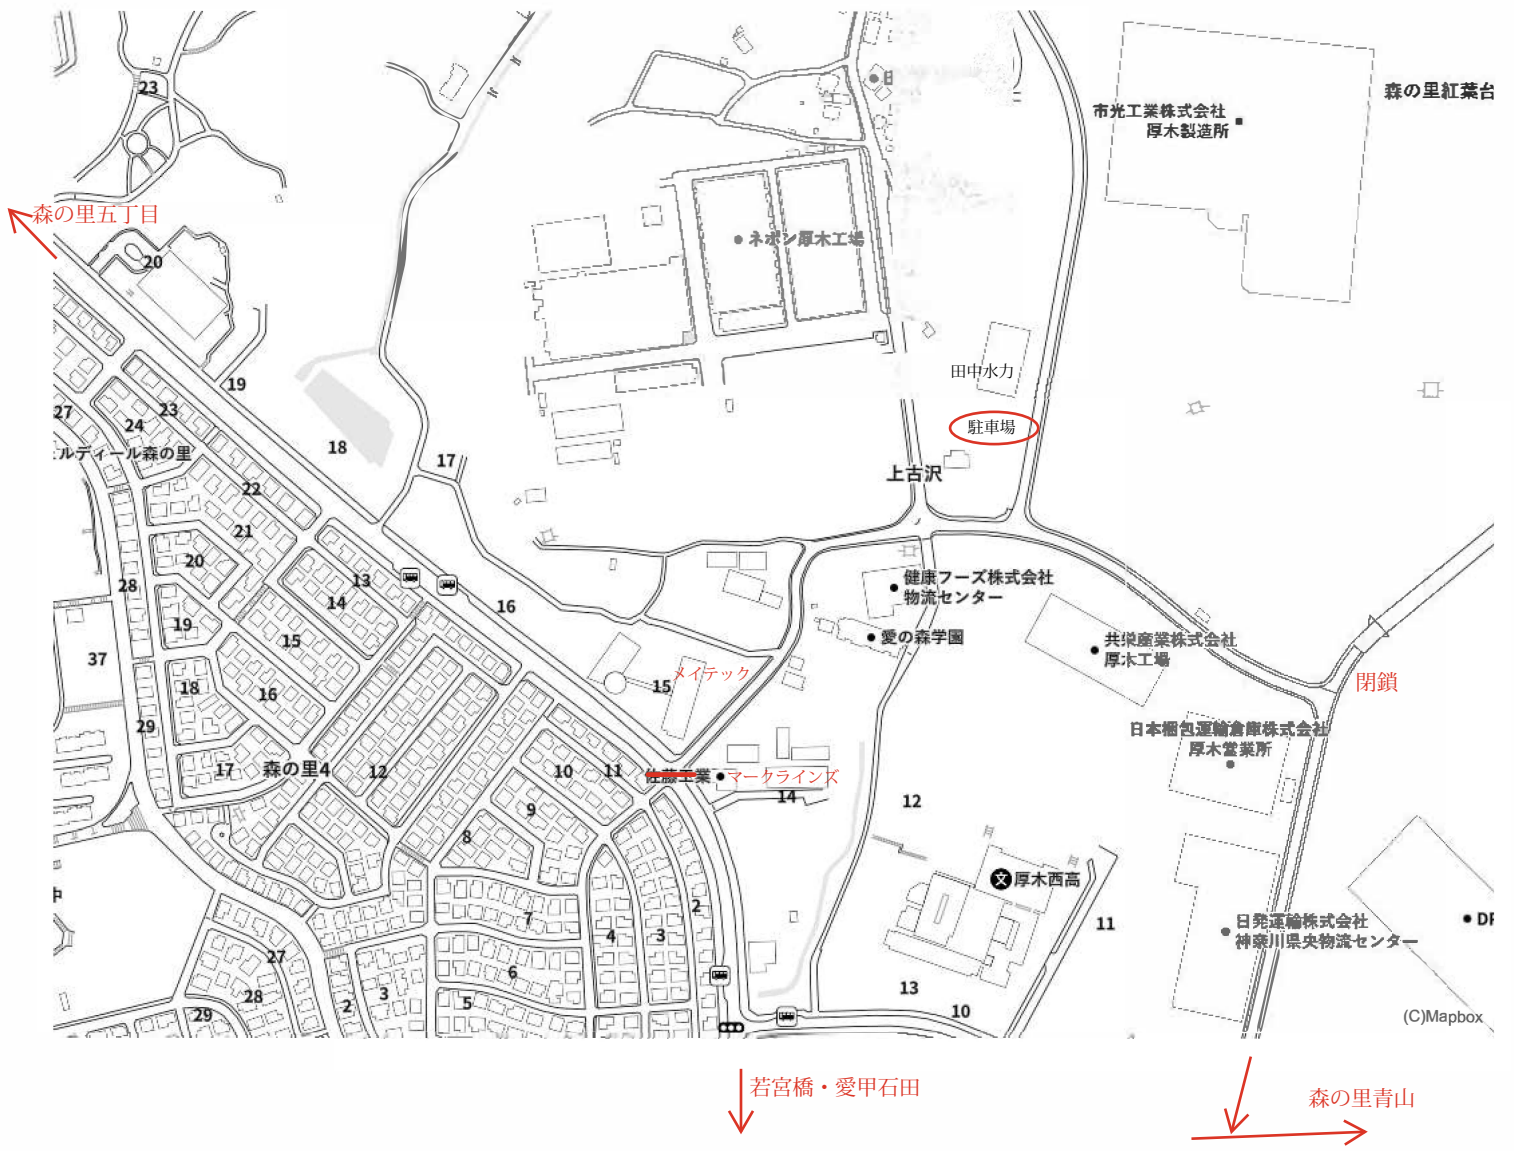 23
森の里紅葉台
市光工業株式会社
厚木製造所
森の里五丁目
20
ネポン厚木工場
田中水力
19
23
27
24
駐車場
18
ルディール森の里
17
上古沢
22
21
20
13
28
14
16
健康フーズ株式会社
物流センター
19
15
愛の森学園
共栄産業株式会社
厚木工場
37
15
メイテック
閉鎖
18
16
29
日本梱包運輸倉庫株式会社
厚木営業所
17
森の里4
12
10
11
佐藤工業
マークラインズ
14
12
9
8
文
厚木西高
7
2
11
日発運輸株式会社
神奈川県央物流センター
4
3
27
6
28
2
3
5
13
10
29
(C)Mapbox
若宮橋・愛甲石田
森の里青山